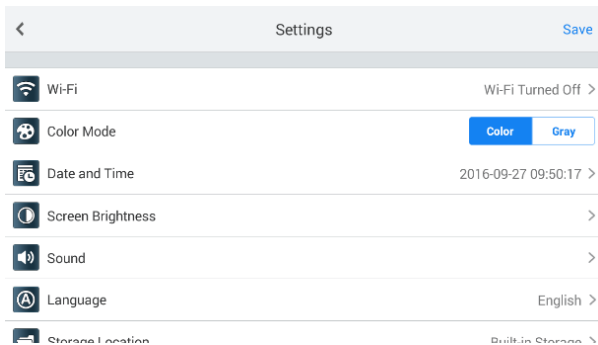 Settings Save
Wi-Fi Wi-Fi Turned Off
Color Mode Color Gray
Date and Time 2016-09-27 09:50:17
Screen Brightness
Sound
Language English
Storage Location Built-in Storage